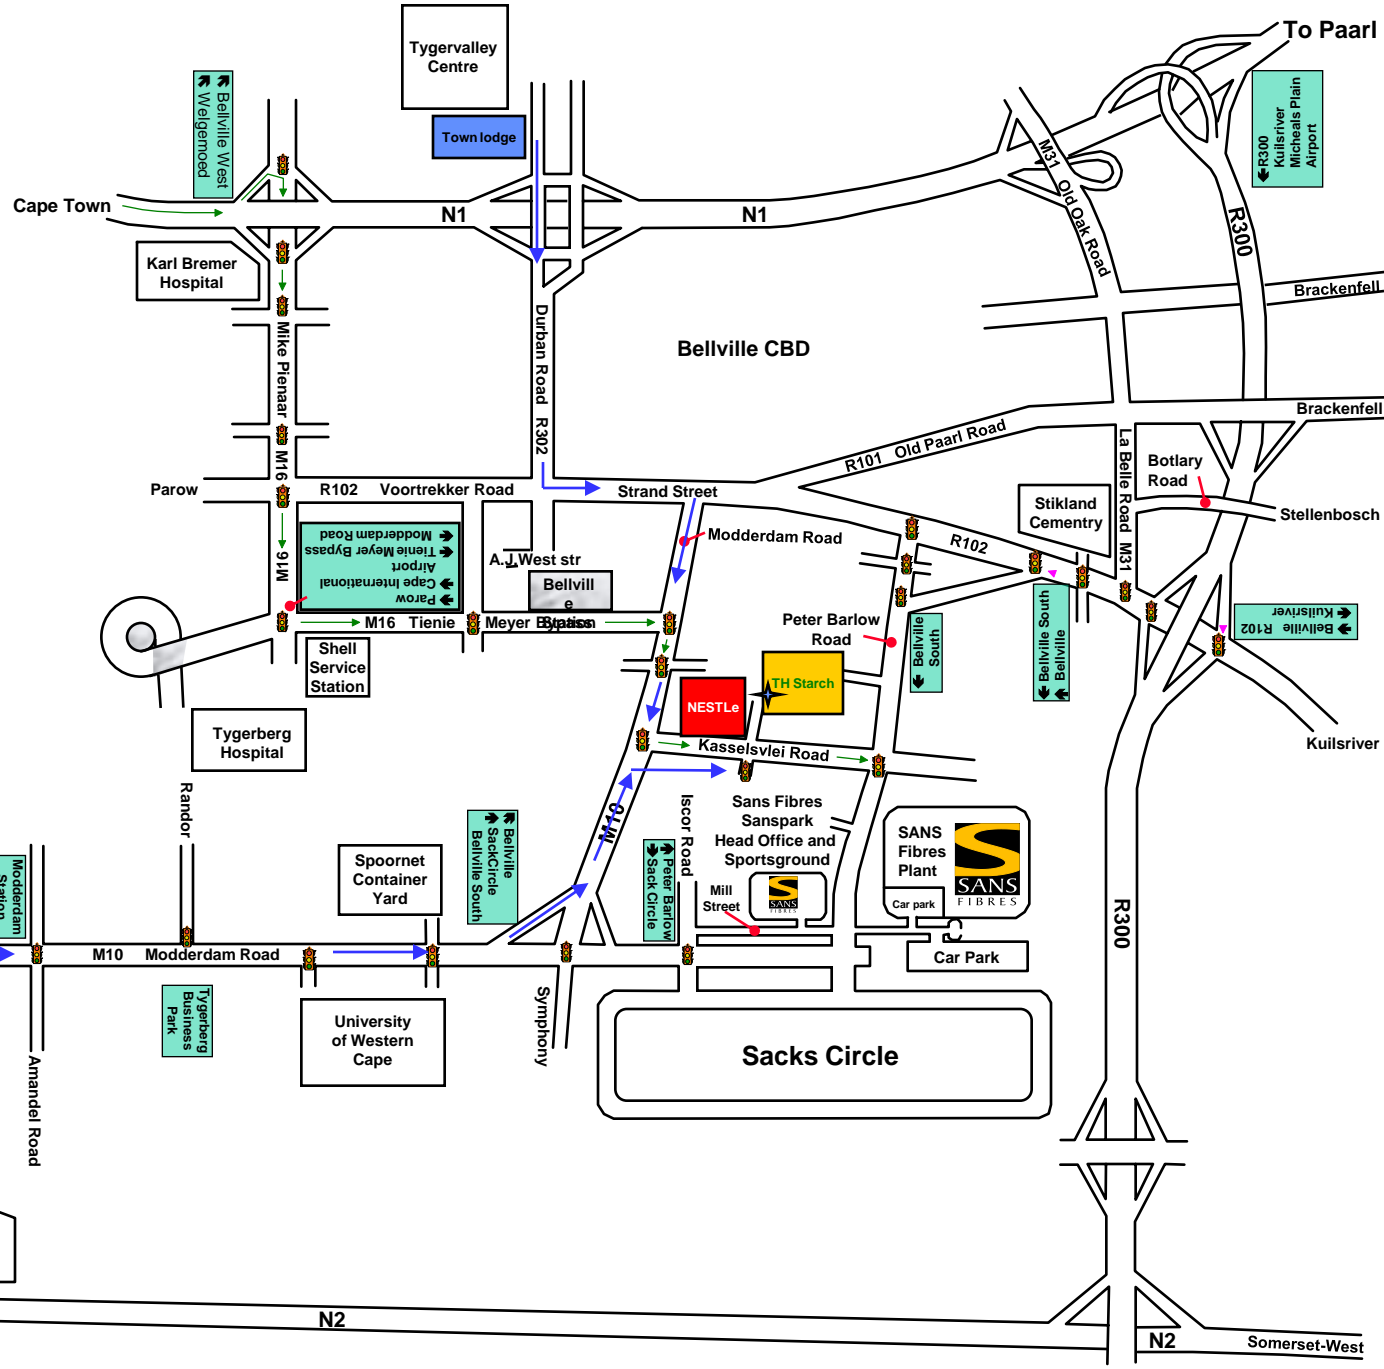 To Paarl
Tygervalley
Centre
Town lodge
Bellville West
Welgemoed
R300
Kuilsriver
Micheals Plain
Airport
M31 Old Oak Road
Cape Town
N1
N1
R300
Karl Bremer
Hospital
Brackenfell
Mike Pienaar
M16
Durban Road R302
Bellville CBD
Brackenfell
R101 Old Paarl Road
La Belle Road M31
Botlary
Road
Parow
R102 Voortrekker Road
Strand Street
Stikland
Cementry
Stellenbosch
M16
Parow
Cape International
Airport
Tienie Meyer Bypass
Modderdam Road
A.J.West str
Modderdam Road
R102
Bellvill
e
Station
M16 Tienie Meyer Bypass
Peter Barlow
Road
Bellville
South
Bellville South
Bellville
Bellville R102
Kuilsriver
Shell
Service
Station
NESTLe
TH Starch
Tygerberg
Hospital
Kasselsvlei Road
Kuilsriver
Randor
M10
Iscor Road
Sans Fibres
Sanspark
Head Office and
Sportsground
SANS
Fibres
Plant
SANS
FIBRES
Car park
Bellville
SackCircle
Bellville South
Spoornet
Container
Yard
Peter Barlow
Sack Circle
Mill
Street
SANS
FIBRES
Modderdam
Station
M10 Modderdam Road
Car Park
R300
Tygerberg
Business
Park
University
of Western
Cape
Symphony
Sacks Circle
Amandel Road
N2
N2
Somerset-West